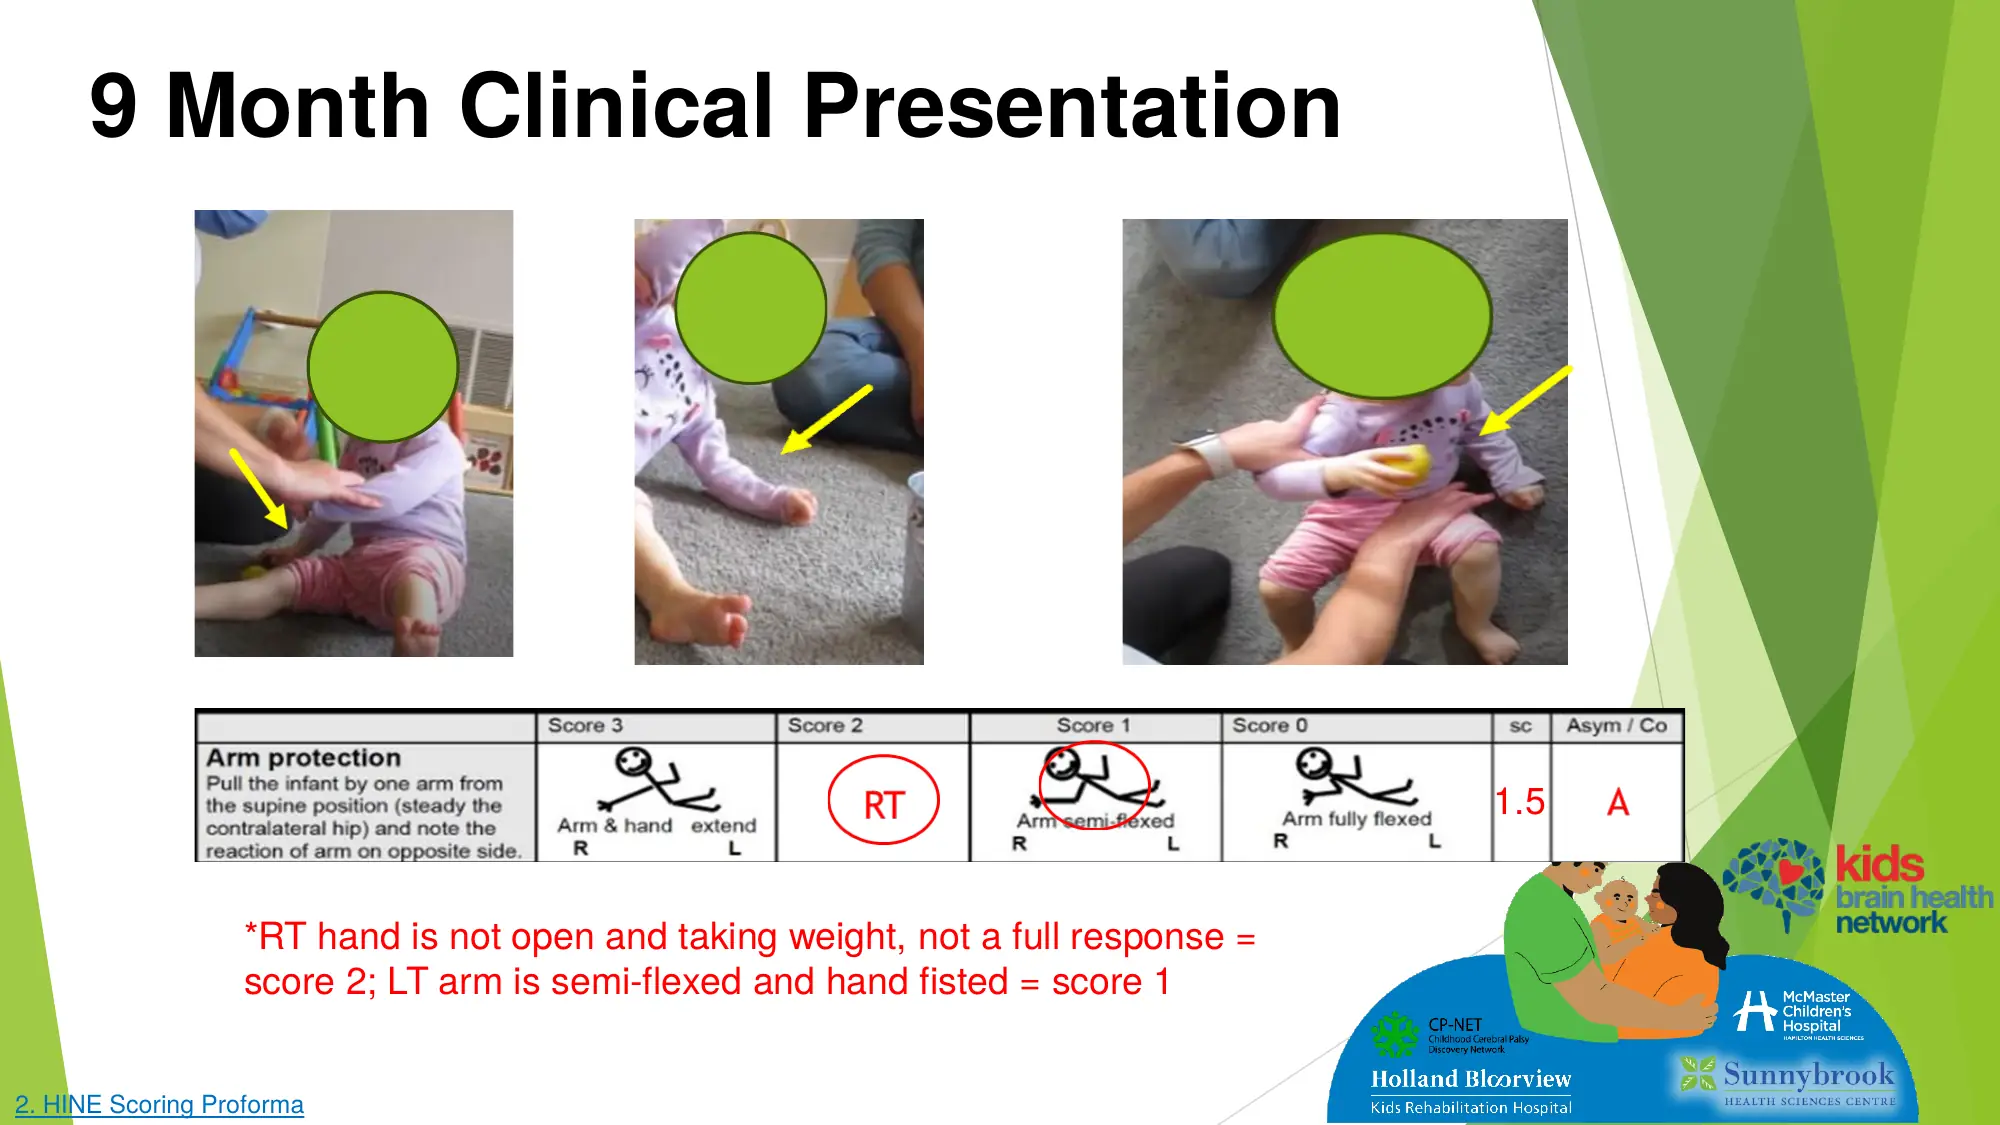 9 Month Clinical Presentation
Score 3 Score 2 Score 1 Score 0 sc Asym / Co
Arm protection
Pull the infant by one arm from
the supine position (steady the
contralateral hip) and note the
reaction of arm on opposite side.
Arm & hand extend
R L
RT
Arm semi-flexed
R L
Arm fully flexed
R L
1.5
A
*RT hand is not open and taking weight, not a full response =
score 2; LT arm is semi-flexed and hand fisted = score 1
kids
brain health
network
McMaster
Children's
Hospital
HAMILTON HEALTH SCIENCES
CP-NET
Childhood Cerebral Palsy
Discovery Network
Holland Bloorview
Kids Rehabilitation Hospital
Sunnybrook
HEALTH SCIENCES CENTRE
2. HINE Scoring Proforma